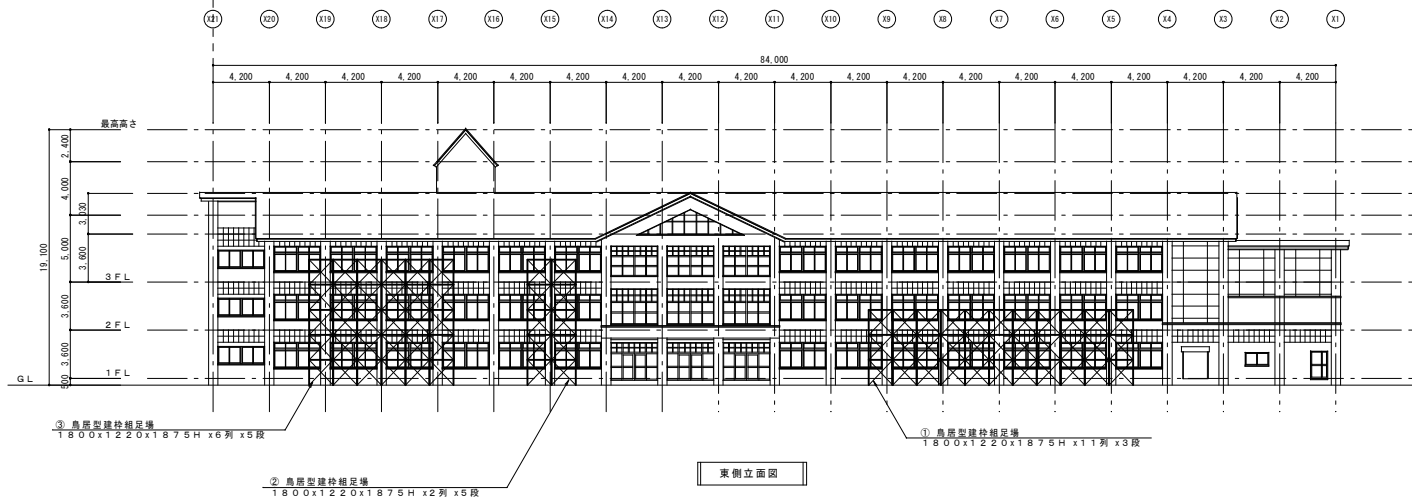 X21 X20 X19 X18 X17 X16 X15 X14 X13 X12 X11 X10 X9 X8 X7 X6 X5 X4 X3 X2 X1
84,000
4,200 4,200 4,200 4,200 4,200 4,200 4,200 4,200 4,200 4,200 4,200 4,200 4,200 4,200 4,200 4,200 4,200 4,200 4,200 4,200
最高高さ
2,400
4,000
3,030
5,000
3,600
19,100
3FL
3,600
2FL
3,600
1FL
500
GL
③ 鳥居型建枠組足場
1800x1220x1875H x6列 x5段
① 鳥居型建枠組足場
1800x1220x1875H x11列 x3段
② 鳥居型建枠組足場
1800x1220x1875H x2列 x5段
東側立面図